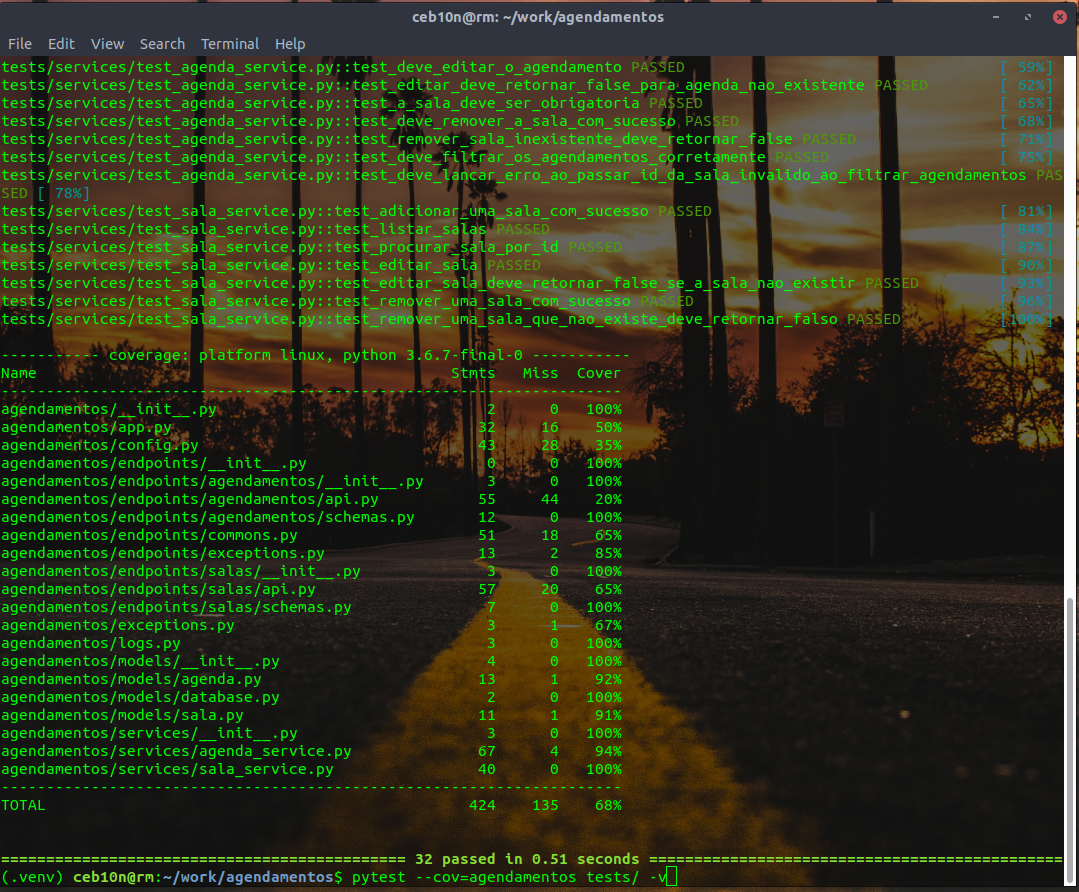 ceb10n@rm: ~/work/agendamentos
File Edit View Search Terminal Help
tests/services/test_agenda_service.py::test_deve_editar_o_agendamento PASSED [ 59%]
tests/services/test_agenda_service.py::test_editar_deve_retornar_false_para_agenda_nao_existente PASSED [ 62%]
tests/services/test_agenda_service.py::test_a_sala_deve_ser_obrigatoria PASSED [ 65%]
tests/services/test_agenda_service.py::test_deve_remover_a_sala_com_sucesso PASSED [ 68%]
tests/services/test_agenda_service.py::test_remover_sala_inexistente_deve_retornar_false PASSED [ 71%]
tests/services/test_agenda_service.py::test_deve_filtrar_os_agendamentos_corretamente PASSED [ 75%]
tests/services/test_agenda_service.py::test_deve_lancar_erro_ao_passar_id_da_sala_invalido_ao_filtrar_agendamentos PAS
SED [ 78%]
tests/services/test_sala_service.py::test_adicionar_uma_sala_com_sucesso PASSED [ 81%]
tests/services/test_sala_service.py::test_listar_salas PASSED [ 84%]
tests/services/test_sala_service.py::test_procurar_sala_por_id PASSED [ 87%]
tests/services/test_sala_service.py::test_editar_sala PASSED [ 90%]
tests/services/test_sala_service.py::test_editar_sala_deve_retornar_false_se_a_sala_nao_existir PASSED [ 93%]
tests/services/test_sala_service.py::test_remover_uma_sala_com_sucesso PASSED [ 96%]
tests/services/test_sala_service.py::test_remover_uma_sala_que_nao_existe_deve_retornar_falso PASSED [100%]
----------- coverage: platform linux, python 3.6.7-final-0 -----------
Name Stmts Miss Cover
---------------------------------------------------------------------
agendamentos/__init__.py 2 0 100%
agendamentos/app.py 32 16 50%
agendamentos/config.py 43 28 35%
agendamentos/endpoints/__init__.py 0 0 100%
agendamentos/endpoints/agendamentos/__init__.py 3 0 100%
agendamentos/endpoints/agendamentos/api.py 55 44 20%
agendamentos/endpoints/agendamentos/schemas.py 12 0 100%
agendamentos/endpoints/commons.py 51 18 65%
agendamentos/endpoints/exceptions.py 13 2 85%
agendamentos/endpoints/salas/__init__.py 3 0 100%
agendamentos/endpoints/salas/api.py 57 20 65%
agendamentos/endpoints/salas/schemas.py 7 0 100%
agendamentos/exceptions.py 3 1 67%
agendamentos/logs.py 3 0 100%
agendamentos/models/__init__.py 4 0 100%
agendamentos/models/agenda.py 13 1 92%
agendamentos/models/database.py 2 0 100%
agendamentos/models/sala.py 11 1 91%
agendamentos/services/__init__.py 3 0 100%
agendamentos/services/agenda_service.py 67 4 94%
agendamentos/services/sala_service.py 40 0 100%
---------------------------------------------------------------------
TOTAL 424 135 68%
============================================= 32 passed in 0.51 seconds ==============================================
(.venv) ceb10n@rm:~/work/agendamentos$ pytest --cov=agendamentos tests/ -v